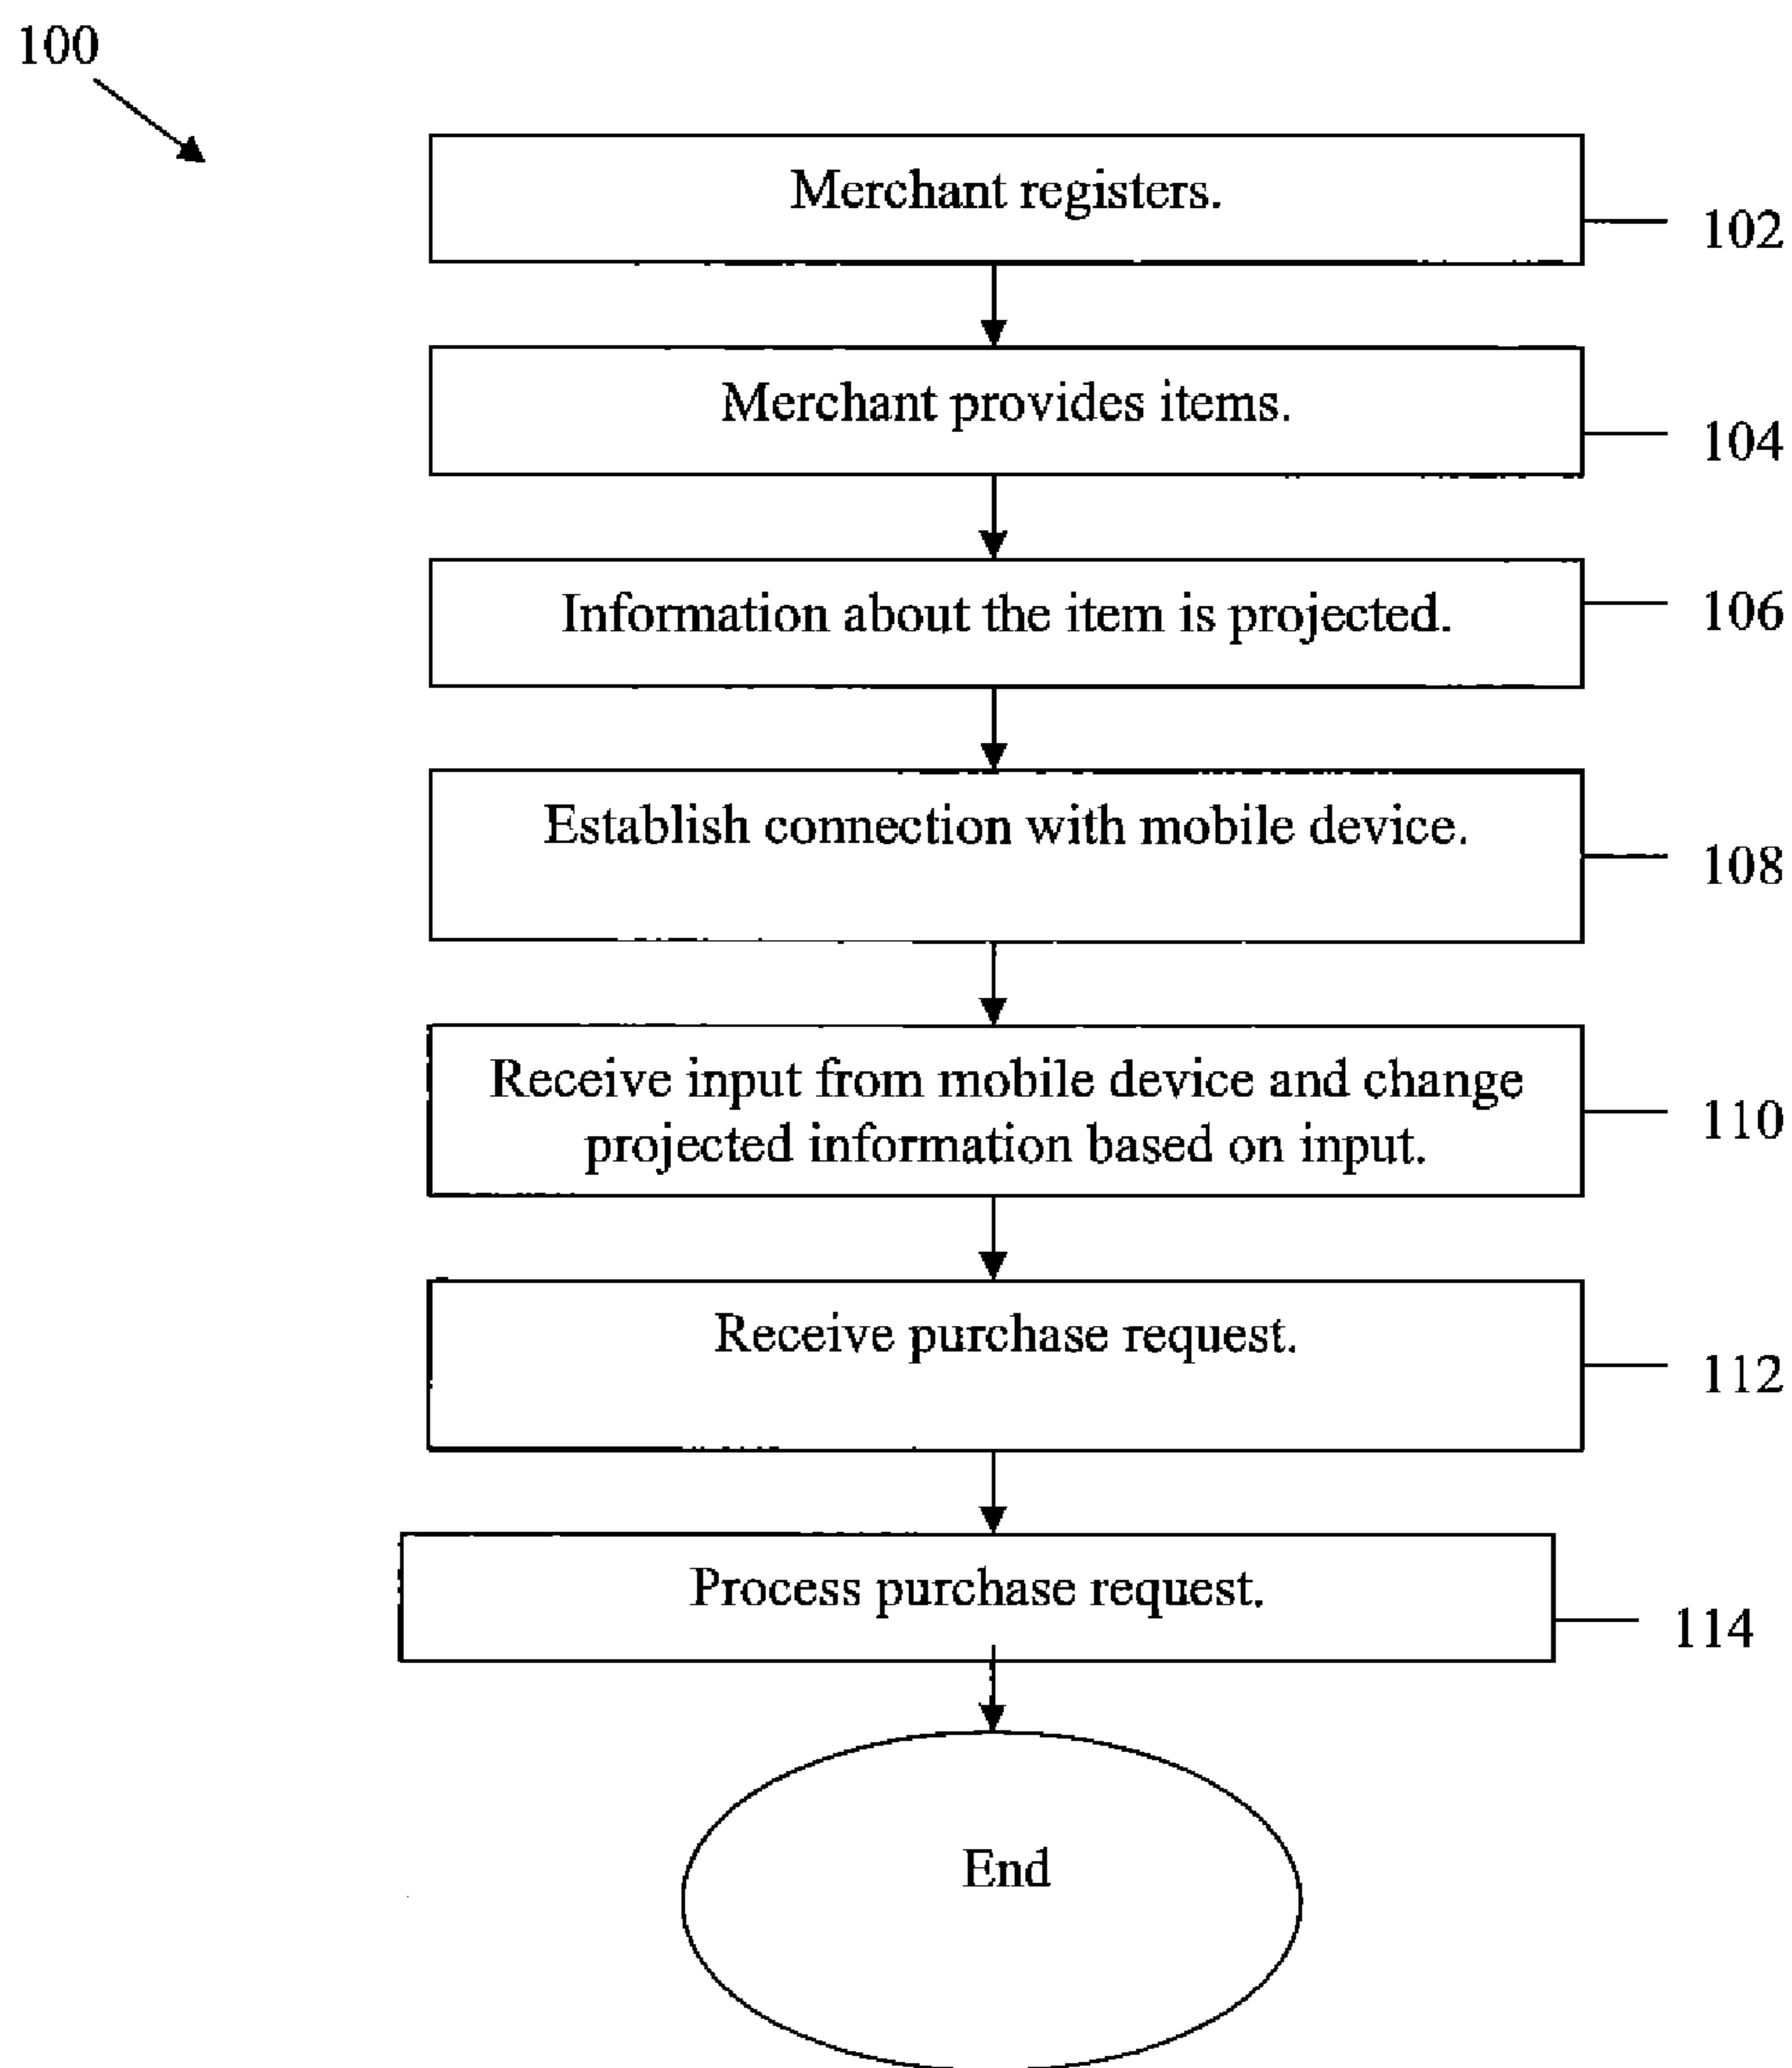 100
Merchant registers.
102
Merchant provides items.
104
Information about the item is projected.
106
Establish connection with mobile device.
108
Receive input from mobile device and change
projected information based on input.
110
Receive purchase request.
112
Process purchase request.
114
End